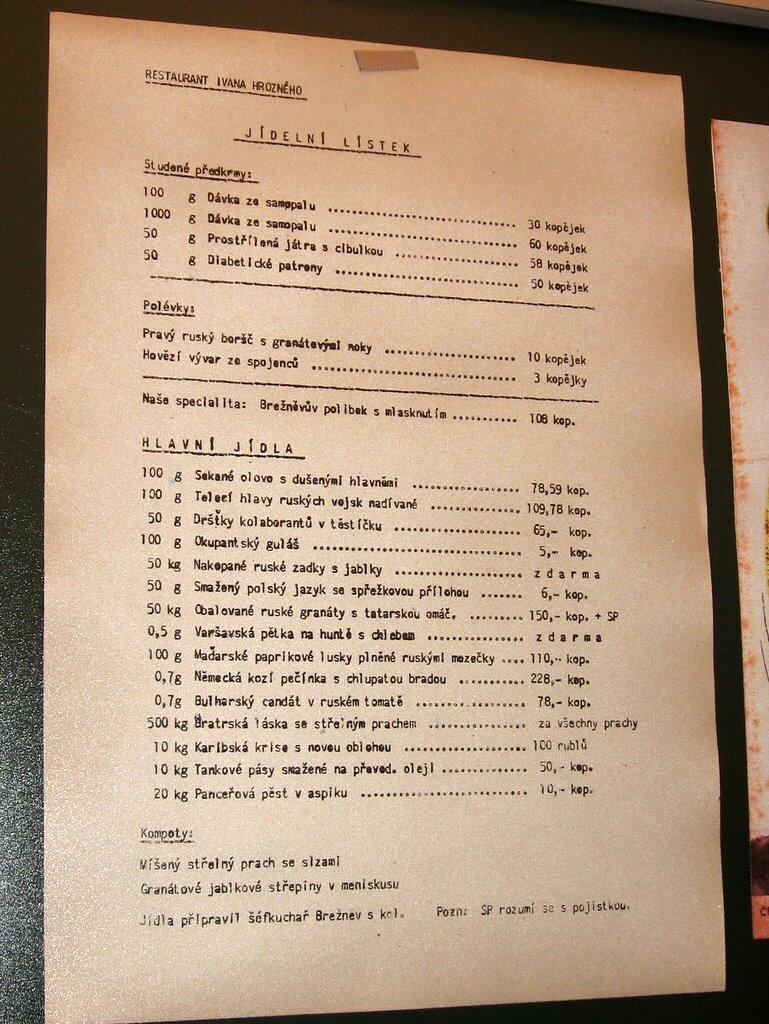 RESTAURANT IVANA HROZNÉHO
JÍDELNÍ LÍSTEK
Studené předkrmy:
100 g Dávka ze samopalu .......................... 30 kopějek
1000 g Dávka ze samopalu .......................... 60 kopějek
50 g Prostřílená játra s cibulkou ................. 58 kopějek
50 g Diabetické patrony ......................... 50 kopějek
Polévky:
Pravý ruský boršč s granátovými noky .................. 10 kopějek
Hovězí vývar ze spojenců ............................ 3 kopějky
Naše specialita: Brežněvův polibek s mlasknutím ........... 108 kop.
HLAVNÍ JÍDLA
100 g Sekané olovo s dušenými hlavněmi ................ 78,59 kop.
100 g Telecí hlavy ruských vojsk nadívané .............. 109,78 kop.
50 g Drštky kolaborantů v těstíčku .................. 65,- kop.
100 g Okupantský guláš .............................. 5,- kop.
50 kg Nakopané ruské zadky s jablky .................. zdarma
50 g Smažený polský jazyk se spřežkovou přílohou ...... 6,- kop.
50 kg Obalované ruské granáty s tatarskou omáč. ........ 150,- kop. + SP
0,5 g Varšavská pětka na huntě s chlebem ............. zdarma
100 g Maďarské paprikové lusky plněné ruskými mozečky .... 110,- kop.
0,7g Německá kozí pečínka s chlupatou bradou .......... 228,- kop.
0,7g Bulharský candát v ruském tomatě ................. 78,- kop.
500 kg Bratrská láska se střelným prachem .............. za všechny prachy
10 kg Karibská krise s novou oblohou ................. 100 rublů
10 kg Tankové pásy smažené na převod. oleji ............. 50,- kop.
20 kg Pancéřová pěst v aspiku ......................... 10,- kop.
Kompoty:
Míšený střelný prach se slzami
Granátové jablkové střepiny v meniskusu
Jídla připravil šéfkuchař Brežněv s kol. Pozn: SP rozumí se s pojistkou.